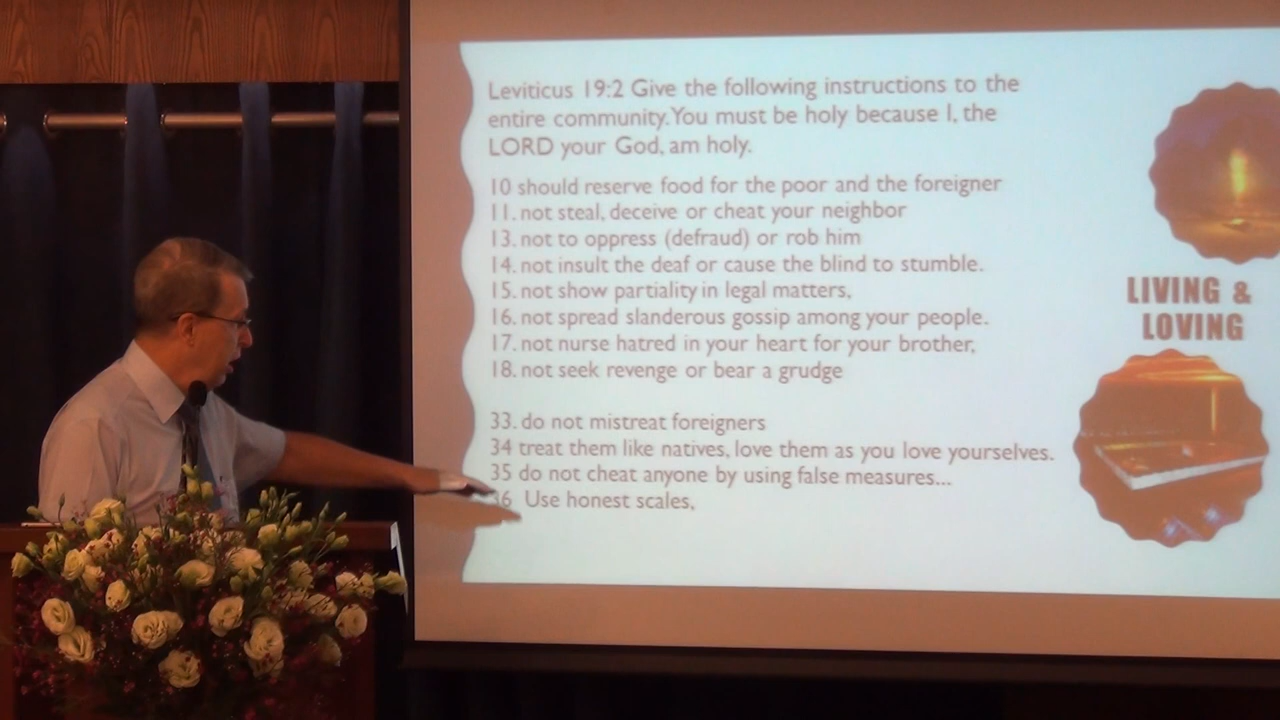 Leviticus 19:2 Give the following instructions to the
entire community. You must be holy because I, the
LORD your God, am holy.
10 should reserve food for the poor and the foreigner
11. not steal, deceive or cheat your neighbor
13. not to oppress (defraud) or rob him
14. not insult the deaf or cause the blind to stumble.
15. not show partiality in legal matters,
16. not spread slanderous gossip among your people.
17. not nurse hatred in your heart for your brother,
18. not seek revenge or bear a grudge
33. do not mistreat foreigners
34 treat them like natives, love them as you love yourselves.
35 do not cheat anyone by using false measures...
36 Use honest scales,
LIVING &
LOVING